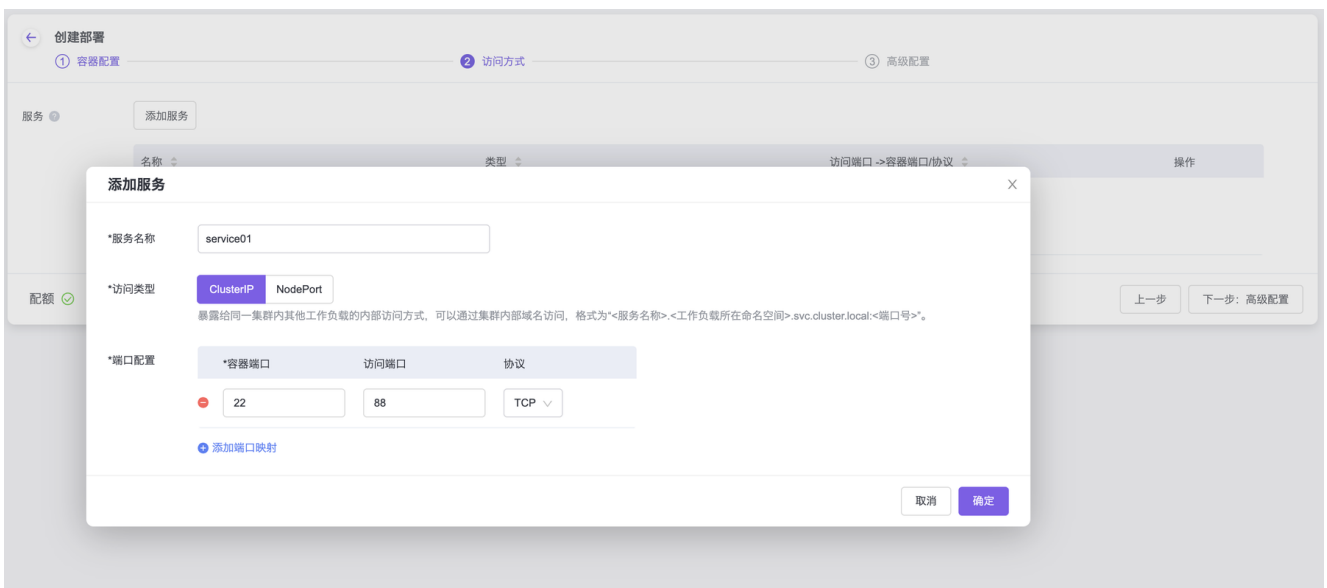 创建部署
1 容器配置
2 访问方式
3 高级配置
服务
添加服务
名称 类型 访问端口 ->容器端口/协议 操作
添加服务
*服务名称 service01
*访问类型 ClusterIP NodePort
暴露给同一集群内其他工作负载的内部访问方式，可以通过集群内部域名访问，格式为“<服务名称>.<工作负载所在命名空间>.svc.cluster.local:<端口号>”。
*端口配置
*容器端口 访问端口 协议
22 88 TCP
添加端口映射
取消 确定
配额
上一步 下一步：高级配置